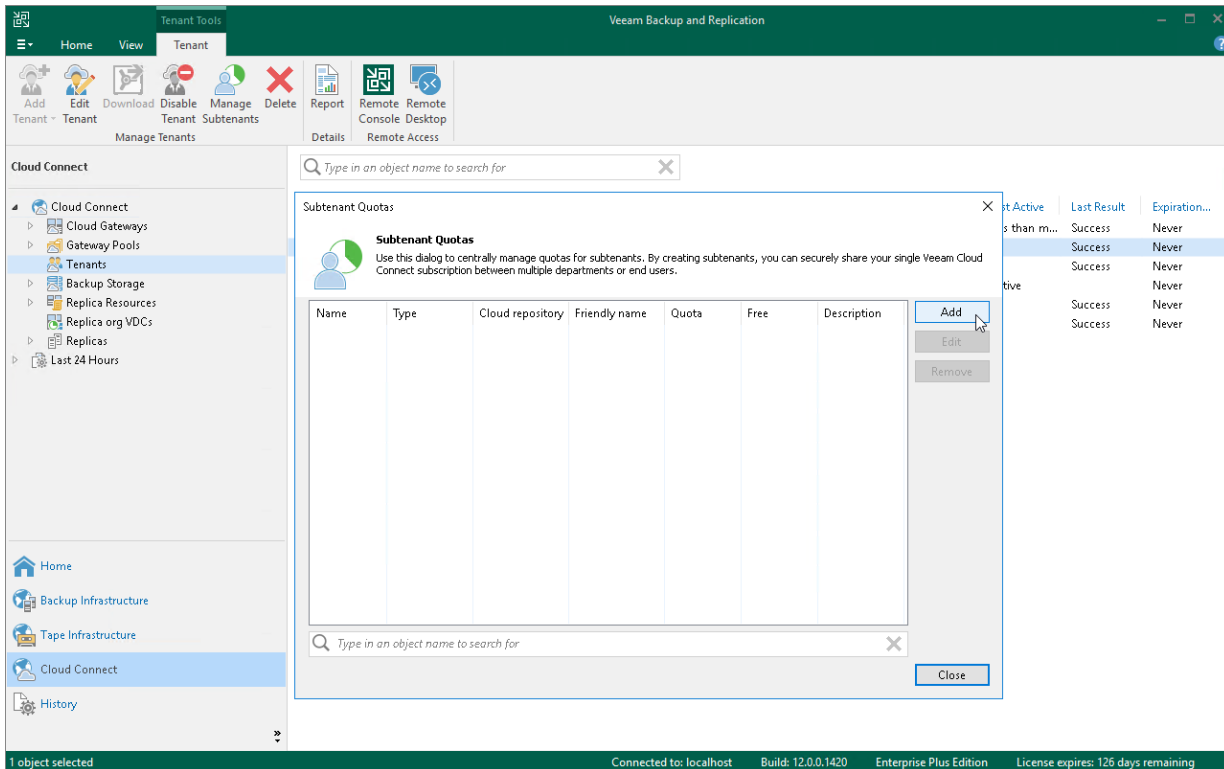 Tenant Tools
Veeam Backup and Replication
Home View Tenant
Add Tenant
Edit Tenant
Download
Disable Tenant
Manage Subtenants
Delete
Report
Remote Console
Remote Desktop
Manage Tenants
Details
Remote Access
Cloud Connect
Type in an object name to search for
Cloud Connect
Cloud Gateways
Gateway Pools
Tenants
Backup Storage
Replica Resources
Replica org VDCs
Replicas
Last 24 Hours
Home
Backup Infrastructure
Tape Infrastructure
Cloud Connect
History
st Active Last Result Expiration...
s than m... Success Never
Success Never
Success Never
tive Never
Success Never
Success Never
Subtenant Quotas
Subtenant Quotas
Use this dialog to centrally manage quotas for subtenants. By creating subtenants, you can securely share your single Veeam Cloud
Connect subscription between multiple departments or end users.
Name Type Cloud repository Friendly name Quota Free Description
Add
Edit
Remove
Type in an object name to search for
Close
1 object selected
Connected to: localhost Build: 12.0.0.1420 Enterprise Plus Edition License expires: 126 days remaining